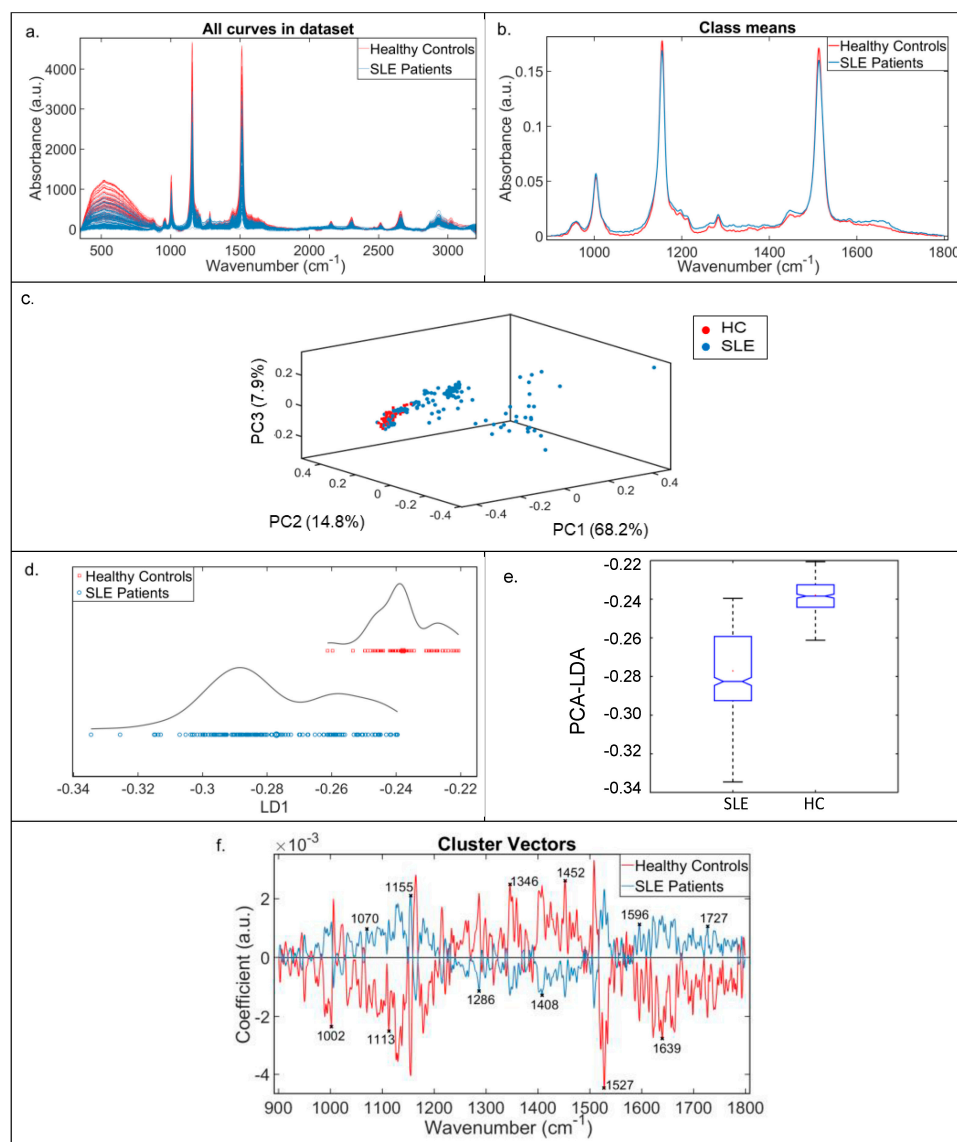 a.
All curves in dataset
Healthy Controls
SLE Patients
4000
3000
2000
1000
0
Absorbance (a.u.)
500 1000 1500 2000 2500 3000
Wavenumber (cm-1)
b.
Class means
Healthy Controls
SLE Patients
0.15
0.1
0.05
0
Absorbance (a.u.)
1000 1200 1400 1600 1800
Wavenumber (cm-1)
c.
HC
SLE
PC3 (7.9%)
0.2
0
-0.2
0.4 0.2 0 -0.2 -0.4
PC2 (14.8%)
-0.4 -0.2 0 0.2 0.4
PC1 (68.2%)
d.
Healthy Controls
SLE Patients
-0.34 -0.32 -0.3 -0.28 -0.26 -0.24 -0.22
LD1
e.
-0.22
-0.24
-0.26
-0.28
-0.30
-0.32
-0.34
PCA-LDA
SLE HC
f.
×10-3
Cluster Vectors
Healthy Controls
SLE Patients
2
0
-2
-4
Coefficient (a.u.)
1070
1155
1346
1452
1596
1727
1002
1113
1286
1408
1527
1639
900 1000 1100 1200 1300 1400 1500 1600 1700 1800
Wavenumber (cm-1)